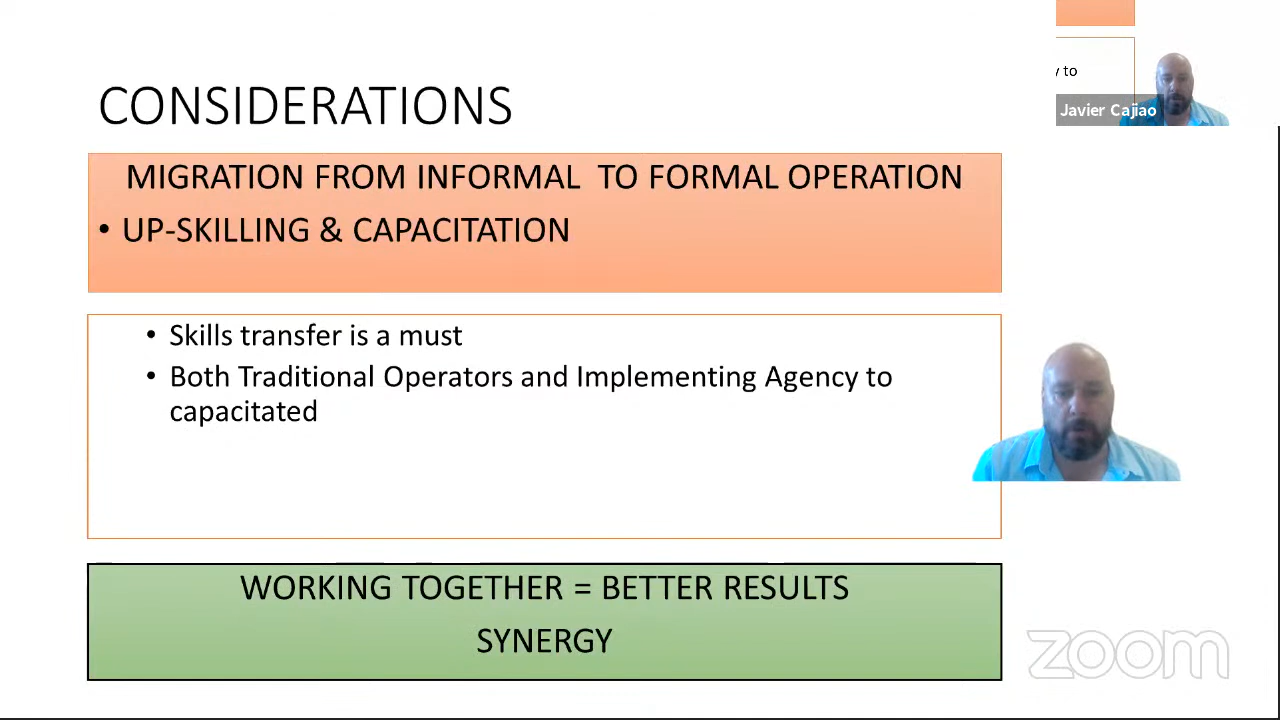 y to
Javier Cajiao
CONSIDERATIONS
MIGRATION FROM INFORMAL TO FORMAL OPERATION
• UP-SKILLING & CAPACITATION
• Skills transfer is a must
• Both Traditional Operators and Implementing Agency to
capacitated
WORKING TOGETHER = BETTER RESULTS
SYNERGY
zoom